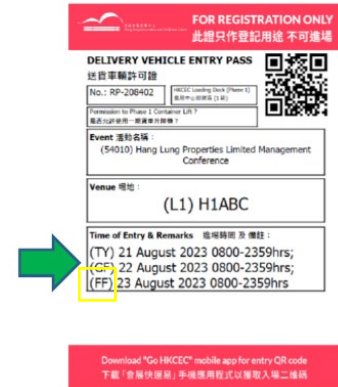 FOR REGISTRATION ONLY
此證只作登記用途 不可進場
DELIVERY VEHICLE ENTRY PASS
送貨車輛許可證
No.: RP-208402
HKCEC Loading Dock (Phase 1)
Permission to Phase 1 Container Lift ?
Event 活動名稱 :
(54010) Hang Lung Properties Limited Management
Conference
Venue 場地 :
(L1) H1ABC
Time of Entry & Remarks 進場時間 及 備註 :
(TY) 21 August 2023 0800-2359hrs;
(GF) 22 August 2023 0800-2359hrs;
(FF) 23 August 2023 0800-2359hrs
Download "Go HKCEC" mobile app for entry QR code
下載「會展快運易」手機應用程式以獲取入場二維碼